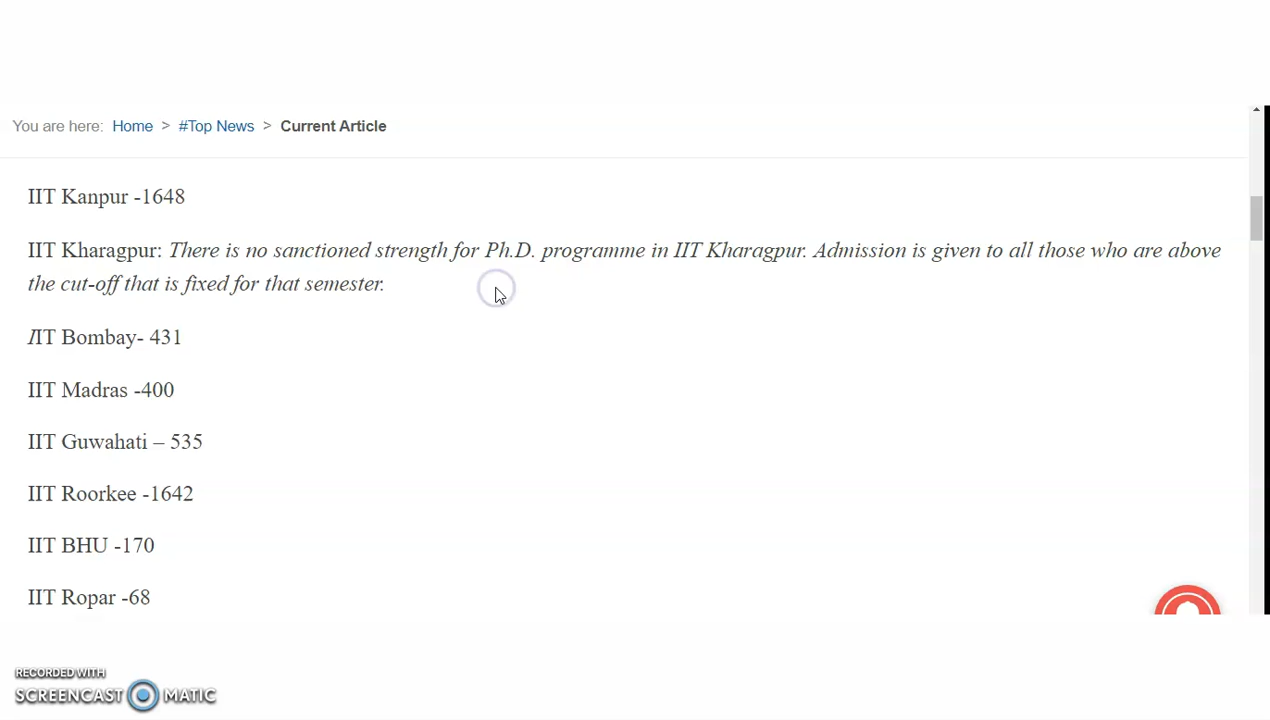 You are here: Home > #Top News > Current Article
IIT Kanpur -1648
IIT Kharagpur: There is no sanctioned strength for Ph.D. programme in IIT Kharagpur. Admission is given to all those who are above
the cut-off that is fixed for that semester.
IIT Bombay- 431
IIT Madras -400
IIT Guwahati – 535
IIT Roorkee -1642
IIT BHU -170
IIT Ropar -68
RECORDED WITH
SCREENCAST MATIC